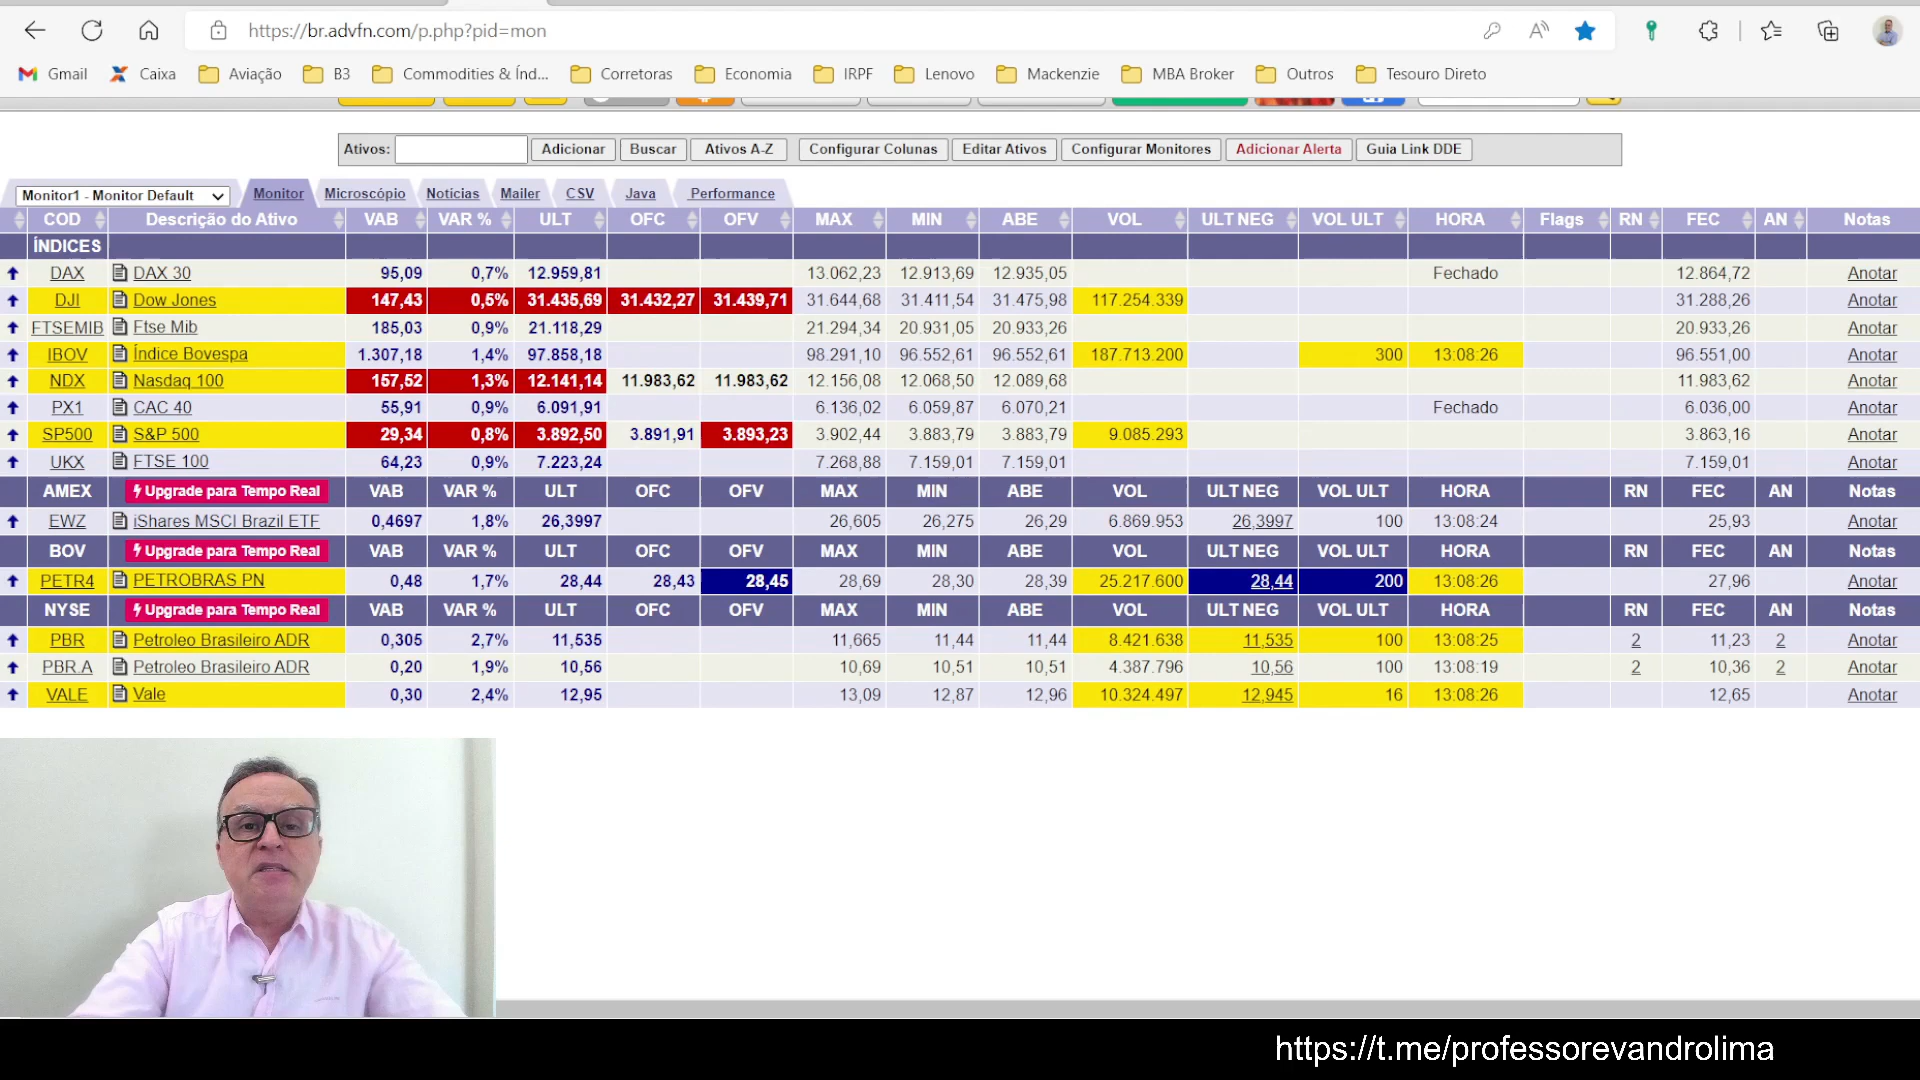 https://br.advfn.com/p.php?pid=mon
Gmail Caixa Aviação B3 Commodities & Índ... Corretoras Economia IRPF Lenovo Mackenzie MBA Broker Outros Tesouro Direto
Ativos: Adicionar Buscar Ativos A-Z Configurar Colunas Editar Ativos Configurar Monitores Adicionar Alerta Guia Link DDE
Monitor1 - Monitor Default Monitor Microscópio Notícias Mailer CSV Java Performance
COD Descrição do Ativo VAB VAR % ULT OFC OFV MAX MIN ABE VOL ULT NEG VOL ULT HORA Flags RN FEC AN Notas
ÍNDICES
DAX DAX 30 95,09 0,7% 12.959,81 13.062,23 12.913,69 12.935,05 Fechado 12.864,72 Anotar
DJI Dow Jones 147,43 0,5% 31.435,69 31.432,27 31.439,71 31.644,68 31.411,54 31.475,98 117.254.339 31.288,26 Anotar
FTSEMIB Ftse Mib 185,03 0,9% 21.118,29 21.294,34 20.931,05 20.933,26 20.933,26 Anotar
IBOV Índice Bovespa 1.307,18 1,4% 97.858,18 98.291,10 96.552,61 96.552,61 187.713.200 300 13:08:26 96.551,00 Anotar
NDX Nasdaq 100 157,52 1,3% 12.141,14 11.983,62 11.983,62 12.156,08 12.068,50 12.089,68 11.983,62 Anotar
PX1 CAC 40 55,91 0,9% 6.091,91 6.136,02 6.059,87 6.070,21 Fechado 6.036,00 Anotar
SP500 S&P 500 29,34 0,8% 3.892,50 3.891,91 3.893,23 3.902,44 3.883,79 3.883,79 9.085.293 3.863,16 Anotar
UKX FTSE 100 64,23 0,9% 7.223,24 7.268,88 7.159,01 7.159,01 7.159,01 Anotar
AMEX Upgrade para Tempo Real VAB VAR % ULT OFC OFV MAX MIN ABE VOL ULT NEG VOL ULT HORA RN FEC AN Notas
EWZ iShares MSCI Brazil ETF 0,4697 1,8% 26,3997 26,605 26,275 26,29 6.869.953 26,3997 100 13:08:24 25,93 Anotar
BOV Upgrade para Tempo Real VAB VAR % ULT OFC OFV MAX MIN ABE VOL ULT NEG VOL ULT HORA RN FEC AN Notas
PETR4 PETROBRAS PN 0,48 1,7% 28,44 28,43 28,45 28,69 28,30 28,39 25.217.600 28,44 200 13:08:26 27,96 Anotar
NYSE Upgrade para Tempo Real VAB VAR % ULT OFC OFV MAX MIN ABE VOL ULT NEG VOL ULT HORA RN FEC AN Notas
PBR Petroleo Brasileiro ADR 0,305 2,7% 11,535 11,665 11,44 11,44 8.421.638 11,535 100 13:08:25 2 11,23 2 Anotar
PBR.A Petroleo Brasileiro ADR 0,20 1,9% 10,56 10,69 10,51 10,51 4.387.796 10,56 100 13:08:19 2 10,36 2 Anotar
VALE Vale 0,30 2,4% 12,95 13,09 12,87 12,96 10.324.497 12,945 16 13:08:26 12,65 Anotar
https://t.me/professorevandrolima